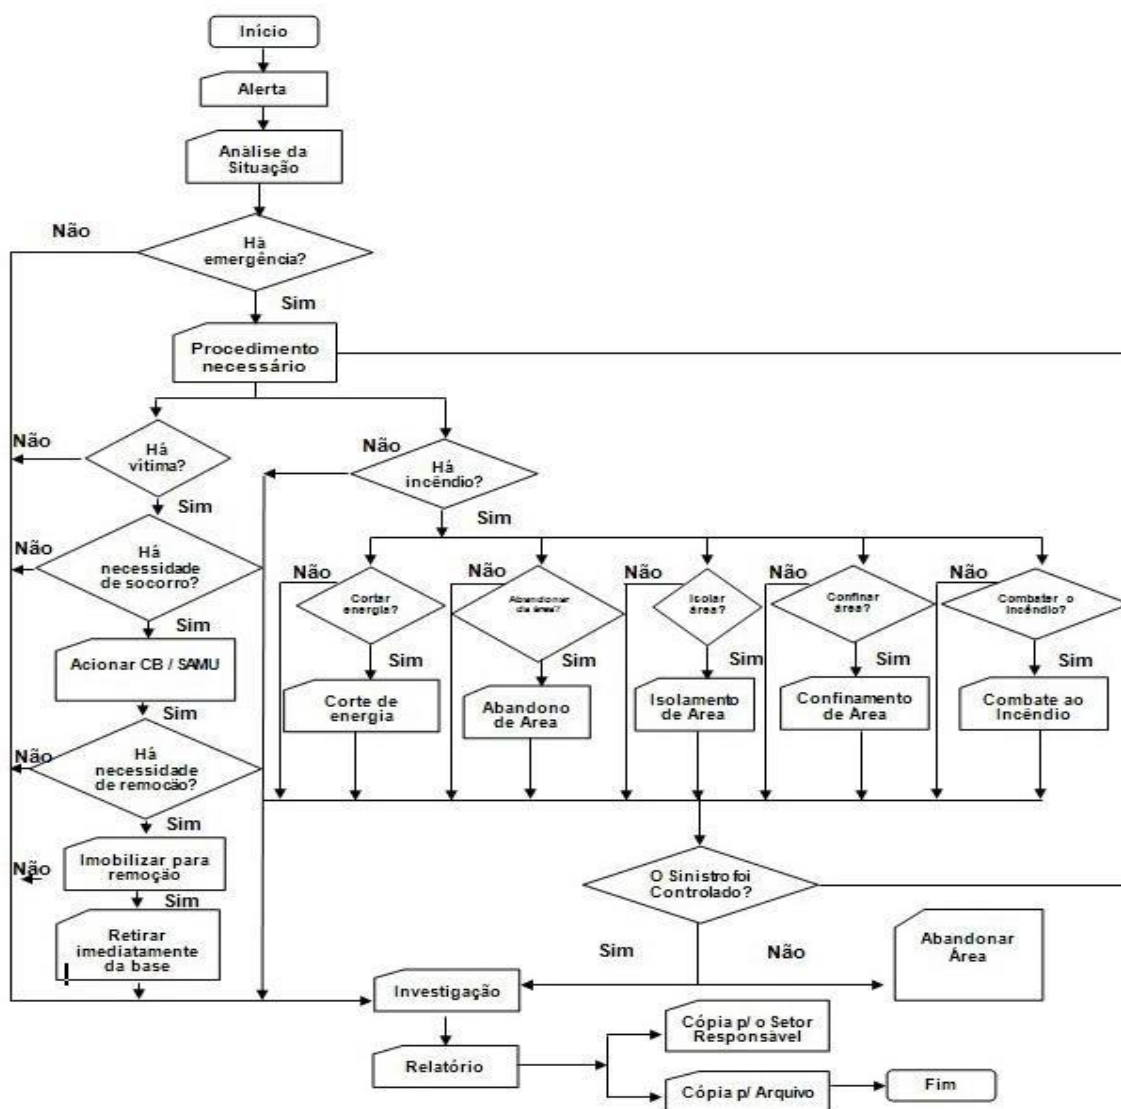 Início
Alerta
Análise da
Situação
Não
Há
emergência?
Sim
Procedimento
necessário
Não
Há
vítima?
Sim
Não
Há
incêndio?
Sim
Não
Há
necessidade
de socorro?
Sim
Acionar CB / SAMU
Sim
Não
Há
necessidade
de remoção?
Sim
Não
Imobilizar para
remoção
Sim
Retirar
imediatamente
da base
Não
Cortar
energia?
Sim
Corte de
energia
Não
Abandonar
da área?
Sim
Abandono
de Area
Não
Isolar
área?
Sim
Isolamento
de Area
Não
Confinar
área?
Sim
Confinamento
de Area
Não
Combater o
Incêndio?
Sim
Combate ao
Incêndio
O Sinistro foi
Controlado?
Sim
Não
Abandonar
Área
Investigação
Relatório
Cópia p/ o Setor
Responsável
Cópia p/ Arquivo
Fim